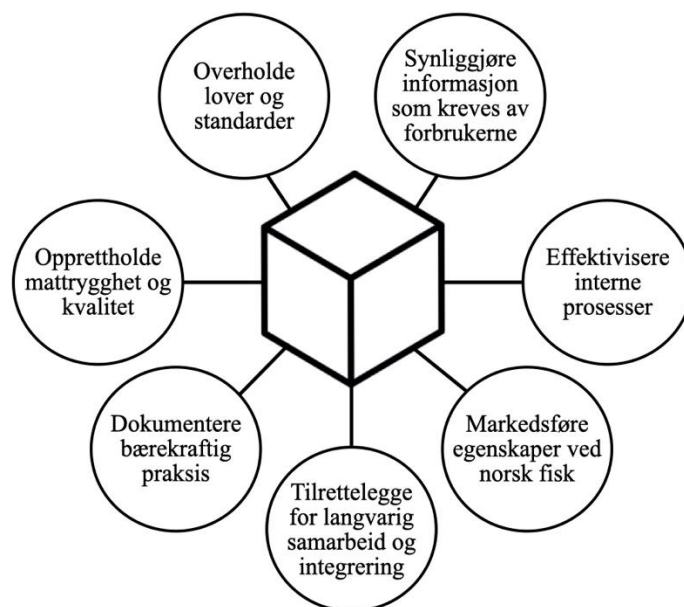 Overholde
lover og
standarder
Synliggjøre
informasjon
som kreves av
forbrukerne
Opprettholde
mattrygghet og
kvalitet
Effektivisere
interne
prosesser
Dokumentere
bærekraftig
praksis
Markedsføre
egenskaper ved
norsk fisk
Tilrettelegge
for langvarig
samarbeid og
integrering